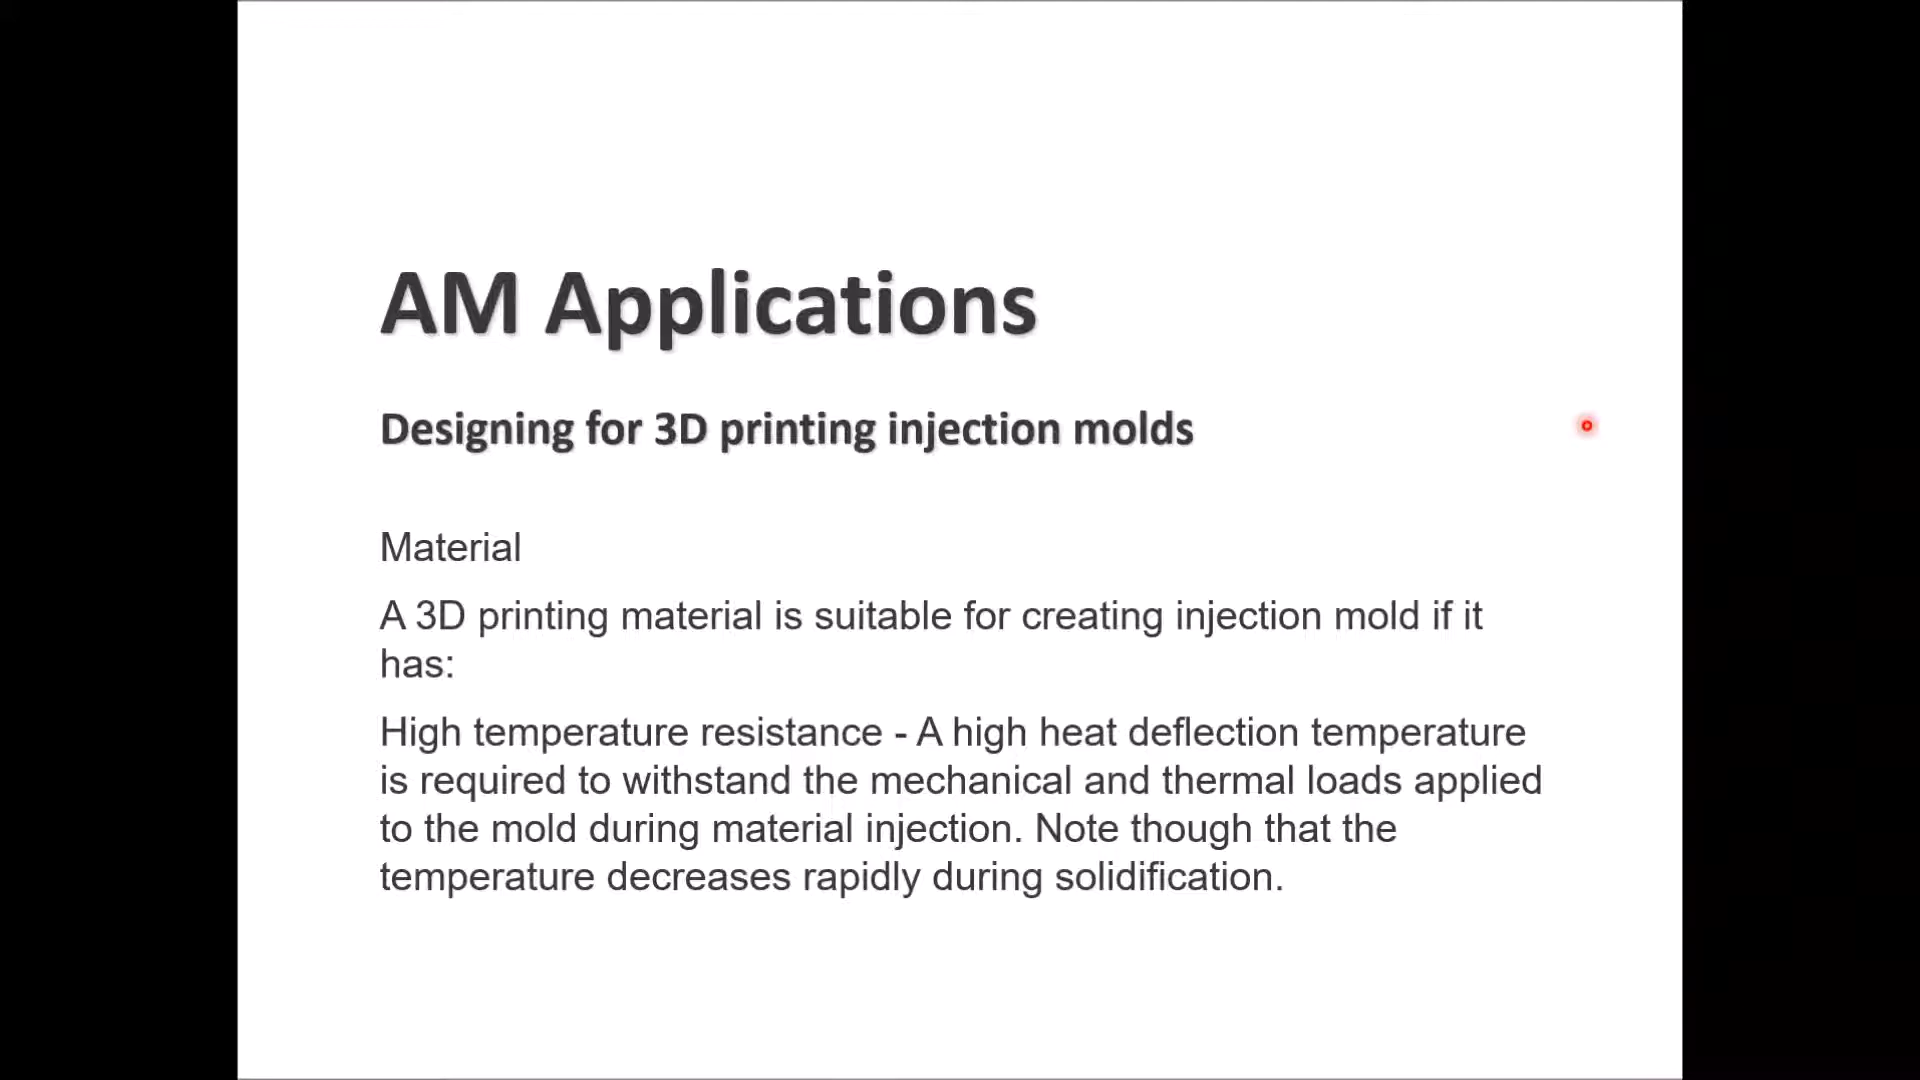 AM Applications
Designing for 3D printing injection molds
Material
A 3D printing material is suitable for creating injection mold if it
has:
High temperature resistance - A high heat deflection temperature
is required to withstand the mechanical and thermal loads applied
to the mold during material injection. Note though that the
temperature decreases rapidly during solidification.